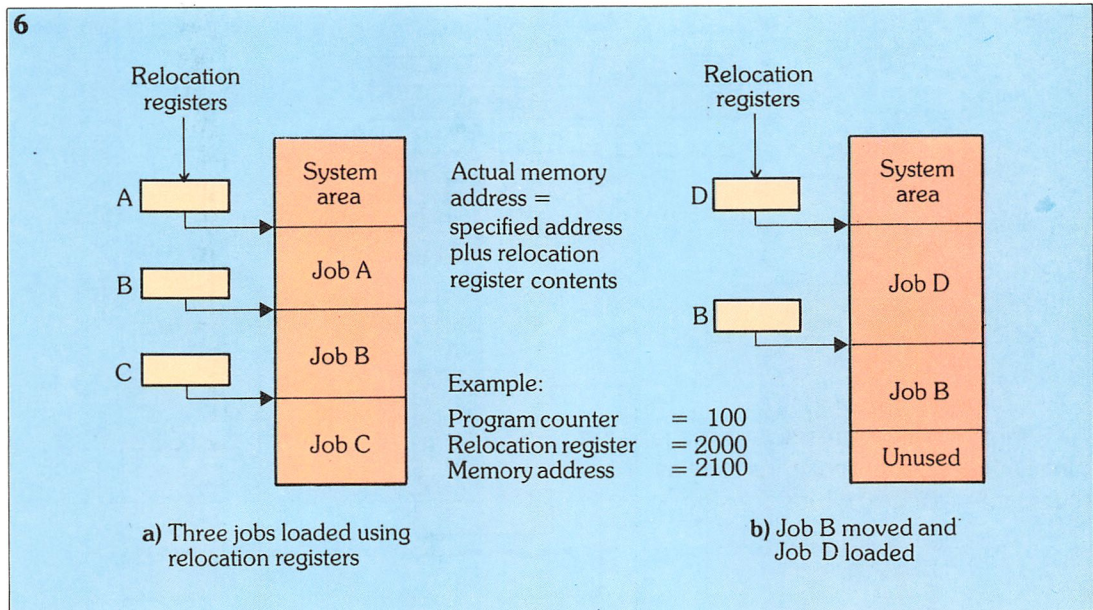 6
Relocation
registers
A
B
C
System
area
Job A
Job B
Job C
a) Three jobs loaded using
relocation registers
Actual memory
address =
specified address
plus relocation
register contents
Example:
Program counter = 100
Relocation register = 2000
Memory address = 2100
Relocation
registers
D
B
System
area
Job D
Job B
Unused
b) Job B moved and
Job D loaded